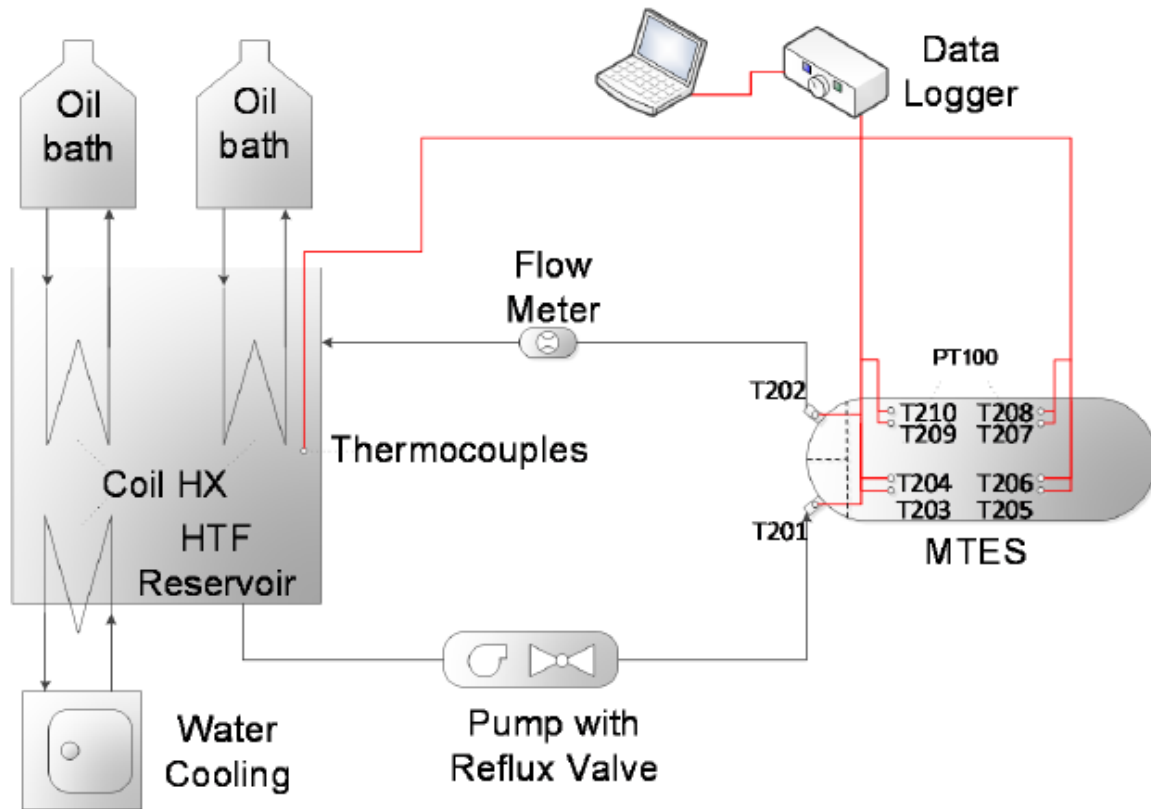 Oil
bath
Oil
bath
Data
Logger
Flow
Meter
PT100
T202
T210
T208
T209
T207
Thermocouples
Coil HX
T204
T206
T203
T205
T201
HTF
Reservoir
MTES
Water
Cooling
Pump with
Reflux Valve